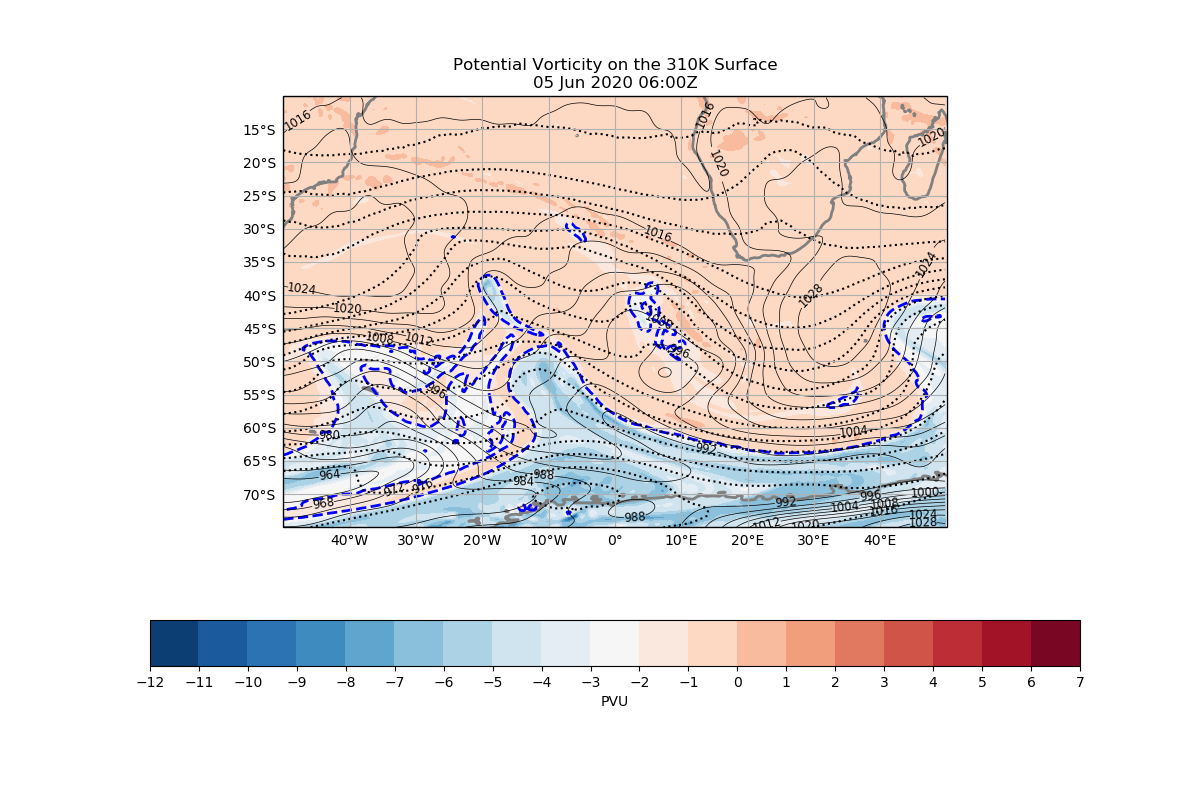 Potential Vorticity on the 310K Surface
05 Jun 2020 06:00Z
1016
1016
1020
15°S
1020
20°S
25°S
1016
30°S
1024
35°S
1024
1028
40°S
1020
1008 1012
45°S
996
50°S
996
55°S
980
1004
60°S
992
964
988
65°S
984
912 916
968
996 1000
70°S
992
1004 1008
1016
988
1012 1020
1024
1028
40°W 30°W 20°W 10°W 0° 10°E 20°E 30°E 40°E
−12 −11 −10 −9 −8 −7 −6 −5 −4 −3 −2 −1 0 1 2 3 4 5 6 7
PVU